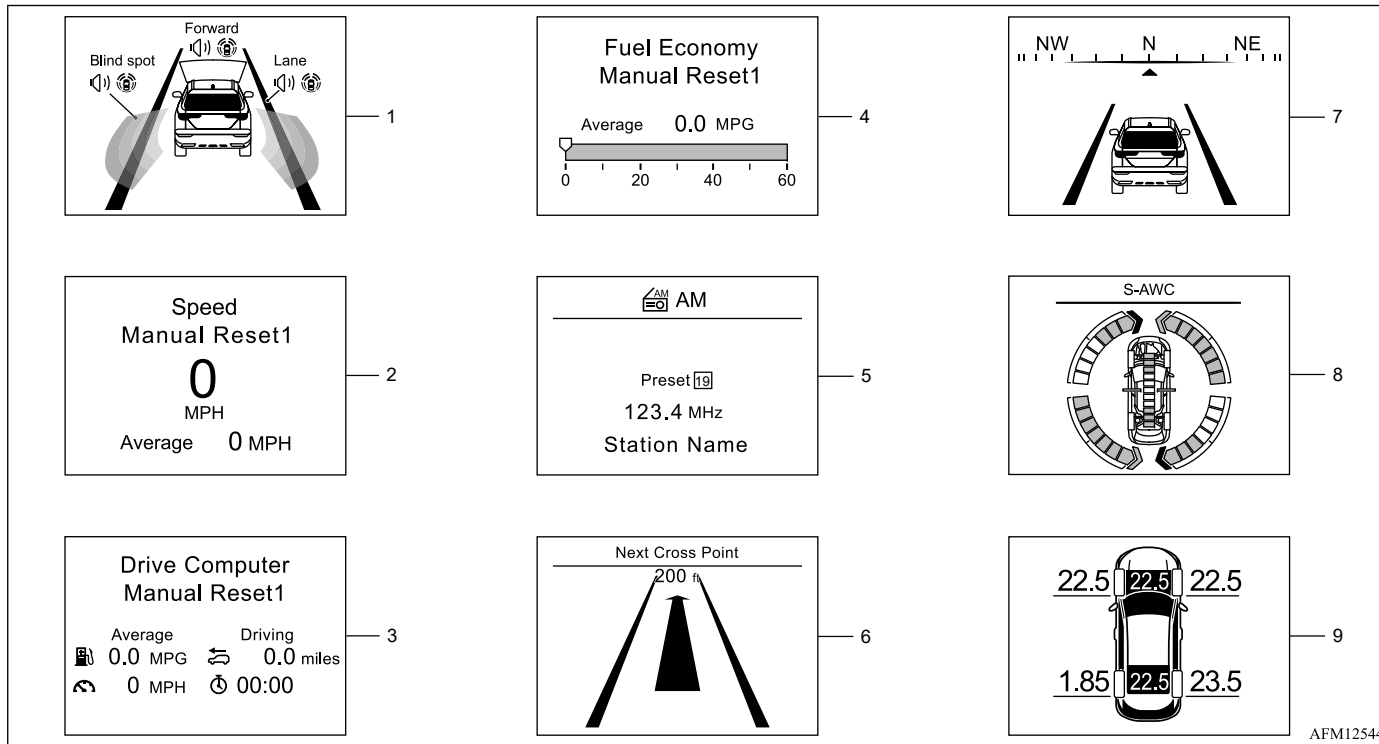 Forward
Blind spot
Lane
1
Speed
Manual Reset1
0
MPH
Average 0 MPH
2
Drive Computer
Manual Reset1
Average Driving
0.0 MPG 0.0 miles
0 MPH 00:00
3
Fuel Economy
Manual Reset1
Average 0.0 MPG
0 20 40 60
4
AM AM
Preset 19
123.4 MHz
Station Name
5
Next Cross Point
200 ft
6
NW N NE
7
S-AWC
8
22.5 22.5 22.5
1.85 22.5 23.5
9
AFM12544